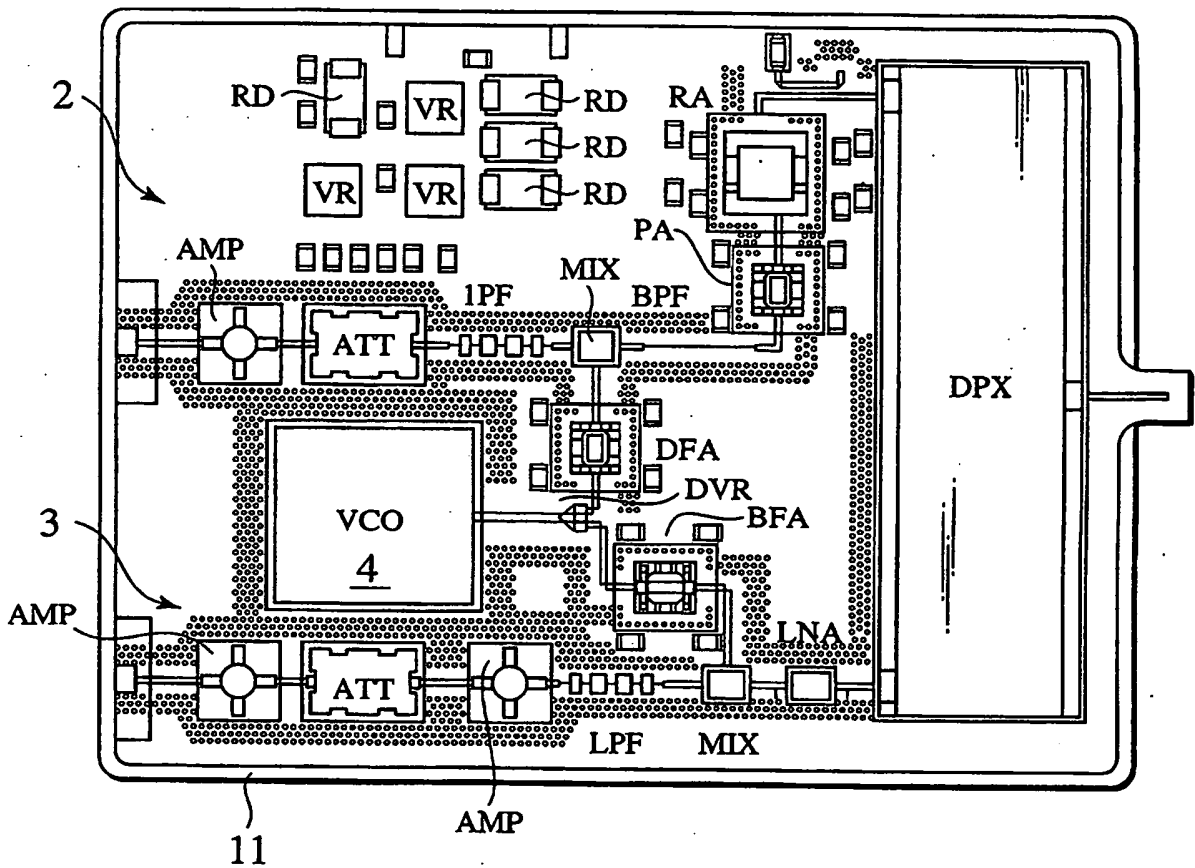 2
RD
VR
RD
RD
RD
VR
VR
RA
PA
AMP
MIX
1PF
BPF
ATT
DPX
DFA
DVR
BFA
VCO
4
3
AMP
LNA
ATT
AMP
LPF
MIX
11